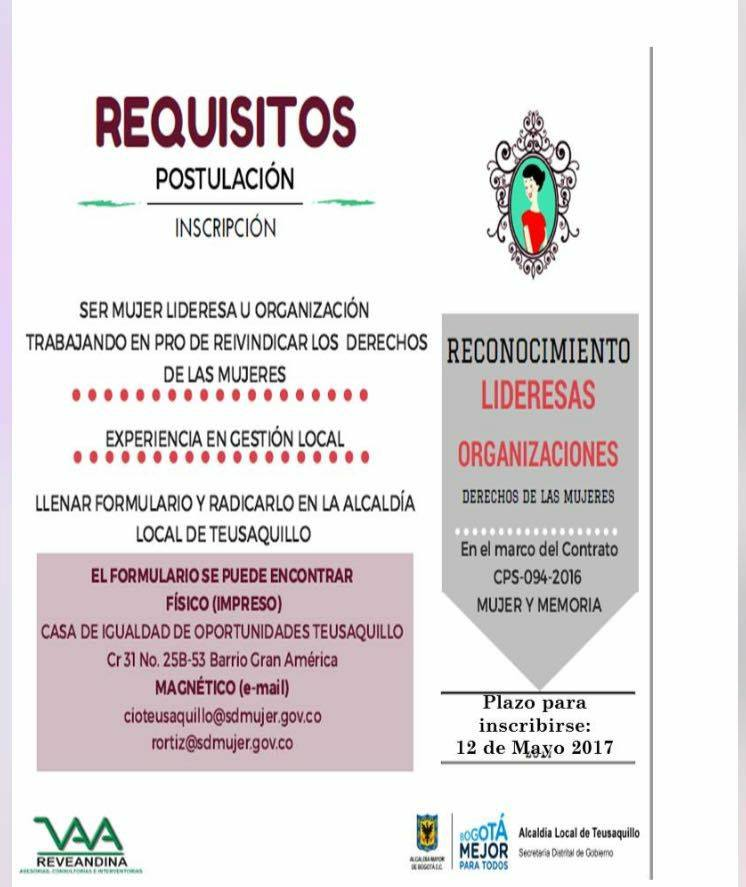 REQUISITOS
POSTULACIÓN
INSCRIPCIÓN
SER MUJER LIDERESA U ORGANIZACIÓN
TRABAJANDO EN PRO DE REIVINDICAR LOS DERECHOS
DE LAS MUJERES
EXPERIENCIA EN GESTIÓN LOCAL
LLENAR FORMULARIO Y RADICARLO EN LA ALCALDÍA
LOCAL DE TEUSAQUILLO
EL FORMULARIO SE PUEDE ENCONTRAR
FÍSICO (IMPRESO)
CASA DE IGUALDAD DE OPORTUNIDADES TEUSAQUILLO
Cr 31 No. 25B-53 Barrio Gran América
MAGNÉTICO (e-mail)
cioteusaquillo@sdmujer.gov.co
rortiz@sdmujer.gov.co
RECONOCIMIENTO
LIDERESAS
ORGANIZACIONES
DERECHOS DE LAS MUJERES
En el marco del Contrato
CPS-094-2016
MUJER Y MEMORIA
Plazo para
inscribirse:
12 de Mayo 2017
VAA
REVEANDINA
ASESORIAS, CONSULTORIAS E INTERVENTORIAS
ALCALDÍA MAYOR
DE BOGOTÁ D.C.
BOGOTÁ
MEJOR
PARA TODOS
Alcaldía Local de Teusaquillo
Secretaría Distrital de Gobierno